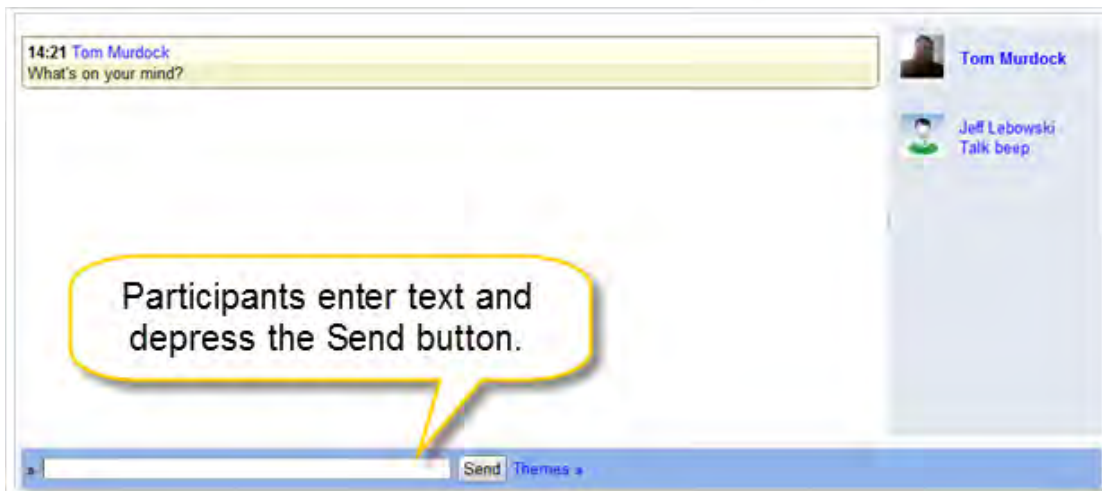 14:21 Tom Murdock
What's on your mind?
Tom Murdock
Jeff Lebowski
Talk beep
Participants enter text and
depress the Send button.
» Send Themes »